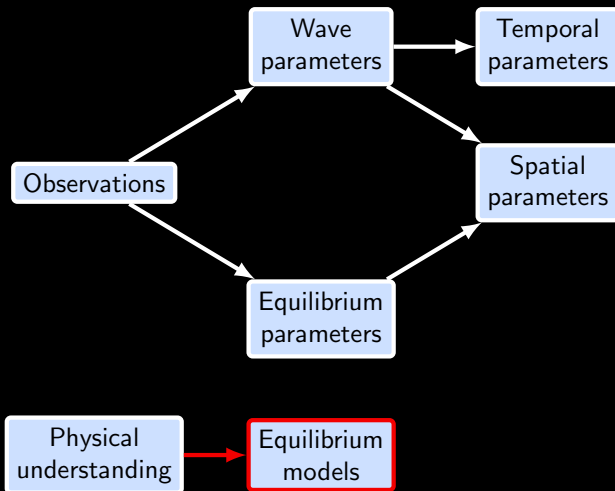 Wave
parameters
Temporal
parameters
Observations
Spatial
parameters
Equilibrium
parameters
Physical
understanding
Equilibrium
models